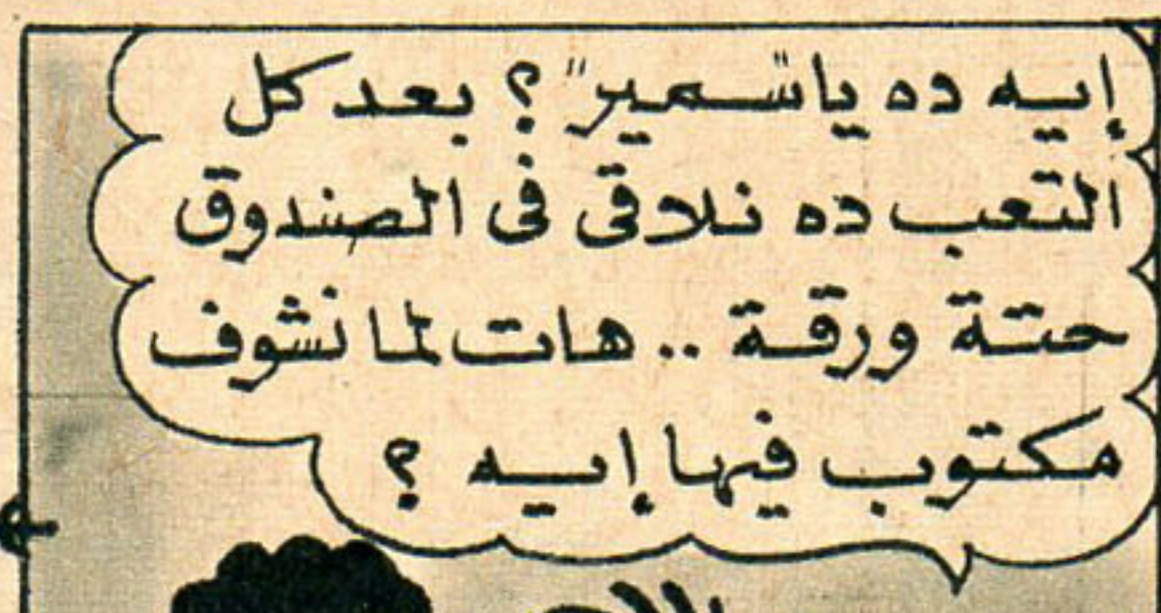 إيه ده يا "سمير" ؟ بعد كل
التعب ده نلاقى فى الصندوق
حتة ورقة .. هات لما نشوف
مكتوب فيها إيه ؟